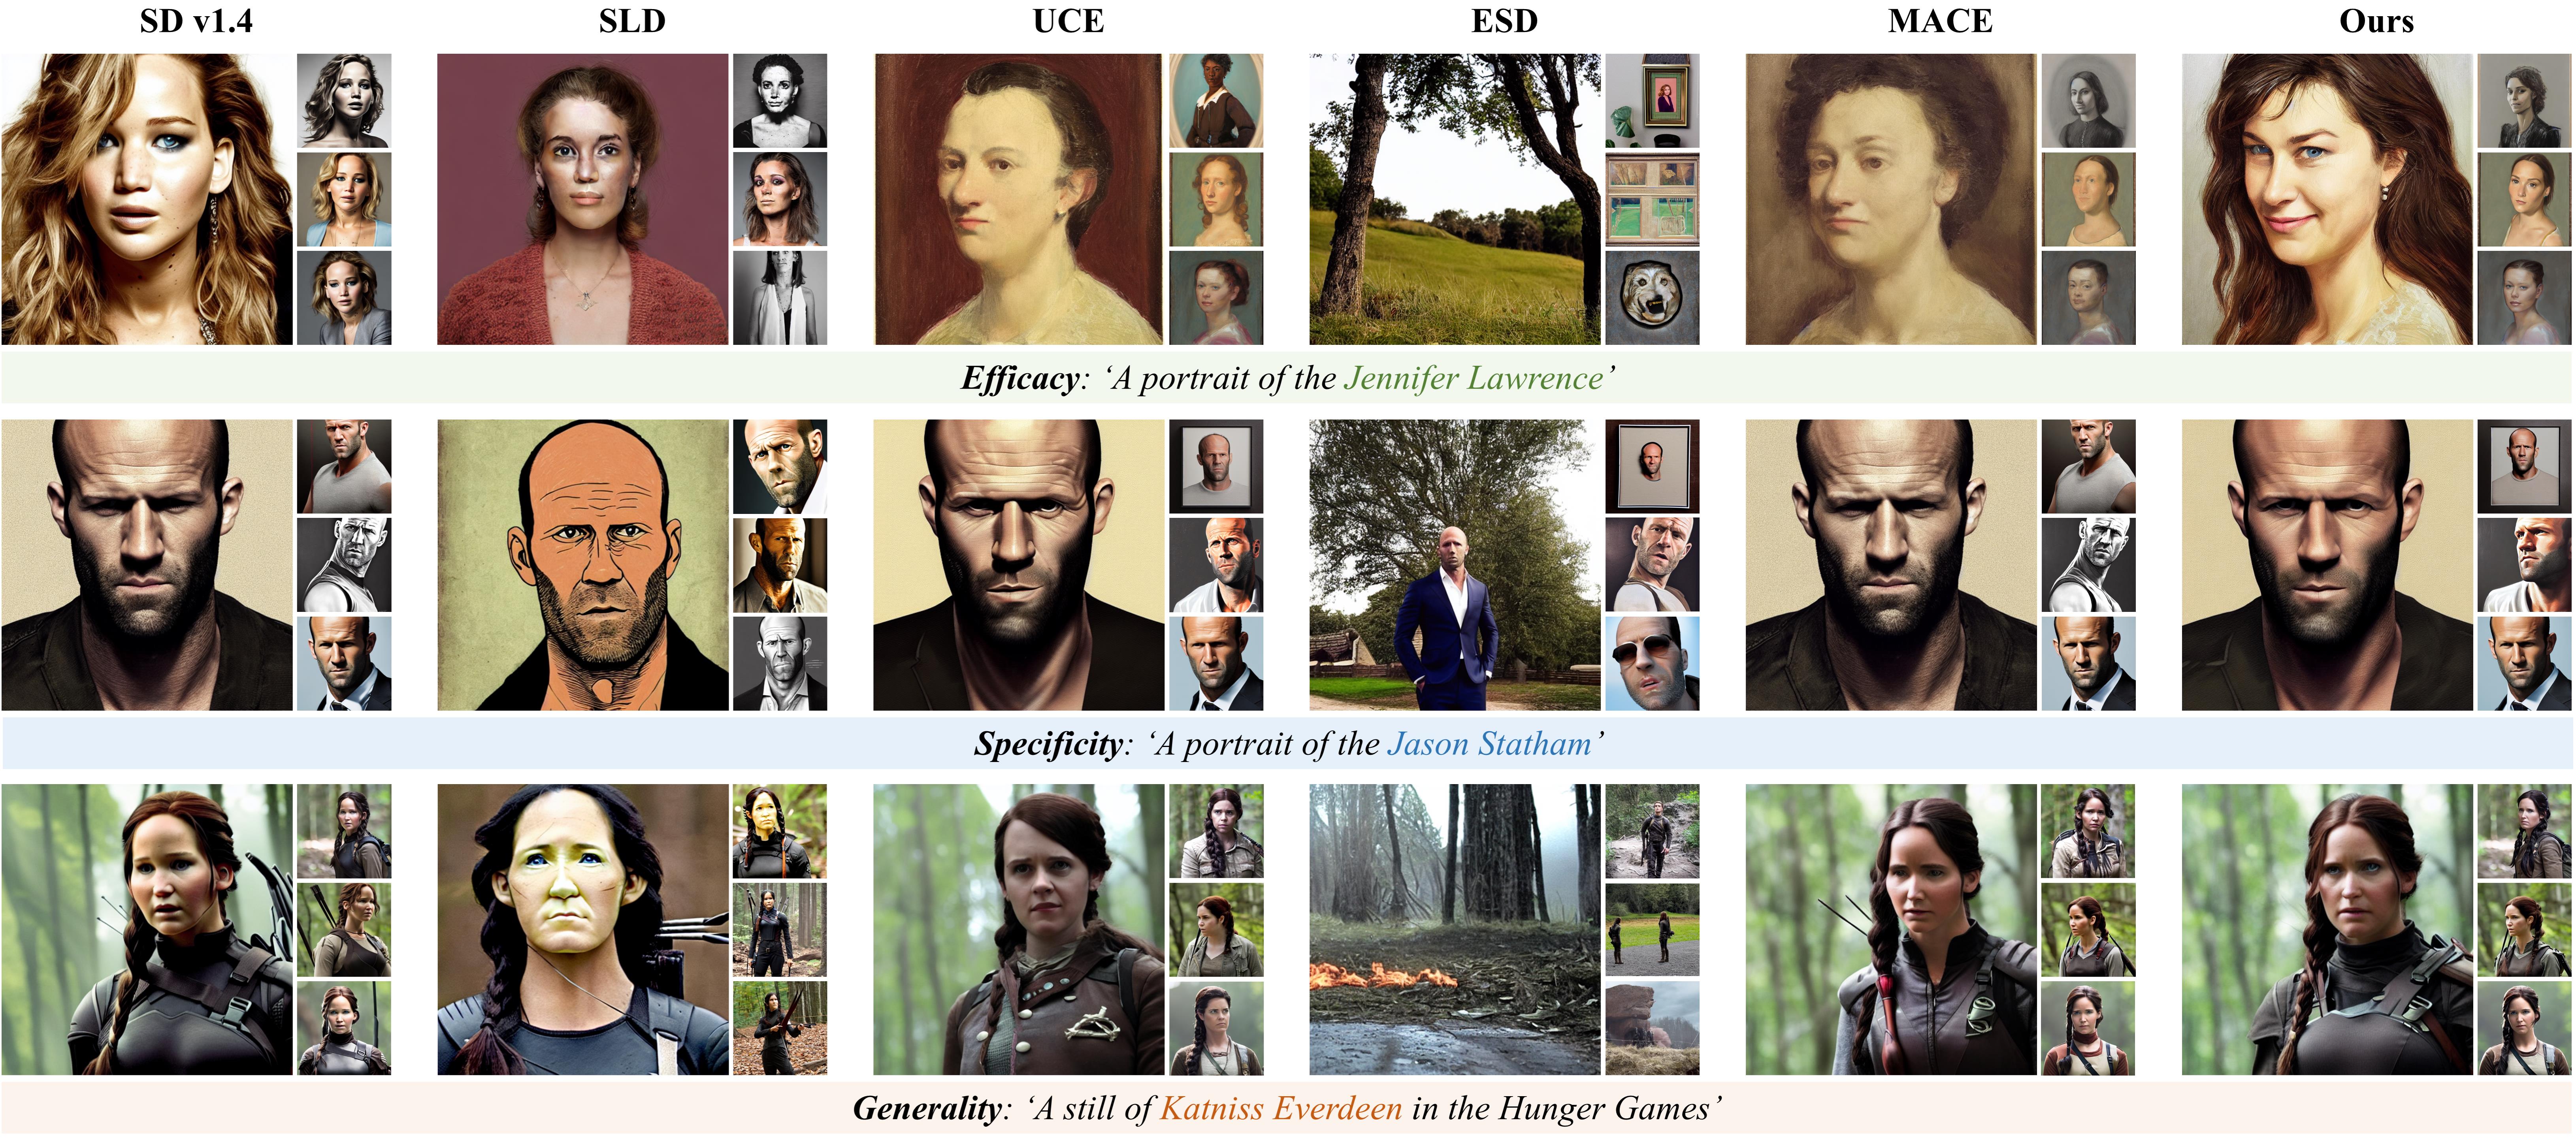 SD v1.4 SLD UCE ESD MACE Ours
Efficacy: ‘A portrait of the Jennifer Lawrence’
Specificity: ‘A portrait of the Jason Statham’
Generality: ‘A still of Katniss Everdeen in the Hunger Games’